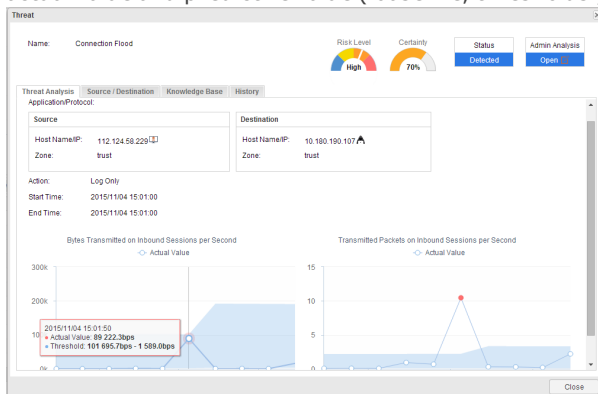 Threat
Name: Connection Flood
Risk Level
High
Certainty
70%
Status
Detected
Admin Analysis
Open
Threat Analysis Source / Destination Knowledge Base History
Application/Protocol:
Source
Host Name/IP: 112.124.58.229
Zone: trust
Destination
Host Name/IP: 10.180.190.107
Zone: trust
Action: Log Only
Start Time: 2015/11/04 15:01:00
End Time: 2015/11/04 15:01:00
Bytes Transmitted on Inbound Sessions per Second
Actual Value
300k
200k
10
0k
2015/11/04 15:01:50
Actual Value: 89 222.3bps
Threshold: 101 695.7bps - 1 589.0bps
Transmitted Packets on Inbound Sessions per Second
Actual Value
15
10
5
0
Close